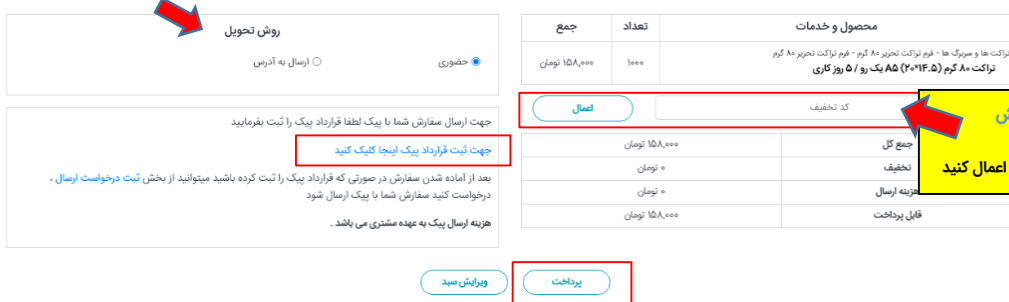 محصول و خدمات	تعداد	جمع
تراکت ها و سربرگ ها - فرم تراکت تحریر ۸۰ گرم - فرم تراکت تحریر ۸۰ گرم
تراکت ۸۰ گرم (۱۴.۵*۲۰) A۵ یک رو / ۵ روز کاری	۱۰۰۰	۱۵۸,۰۰۰ تومان
کد تخفیف	اعمال
اعمال کنید
جمع کل	۱۵۸,۰۰۰ تومان
تخفیف	۰ تومان
هزینه ارسال	۰ تومان
قابل پرداخت	۱۵۸,۰۰۰ تومان
روش تحویل
حضوری	ارسال به آدرس
جهت ارسال سفارش شما با پیک لطفا قرارداد پیک را ثبت بفرمایید
جهت ثبت قرارداد پیک اینجا کلیک کنید
بعد از آماده شدن سفارش در صورتی که قرارداد پیک را ثبت کرده باشید میتوانید از بخش ثبت درخواست ارسال ،
درخواست کنید سفارش شما با پیک ارسال شود
هزینه ارسال پیک به عهده مشتری می باشد .
پرداخت	ویرایش سبد